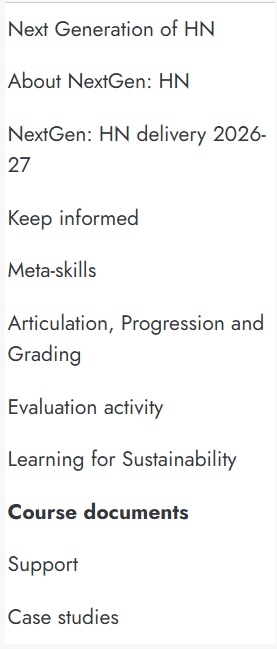 Next Generation of HN
About NextGen: HN
NextGen: HN delivery 2026-
27
Keep informed
Meta-skills
Articulation, Progression and
Grading
Evaluation activity
Learning for Sustainability
Course documents
Support
Case studies